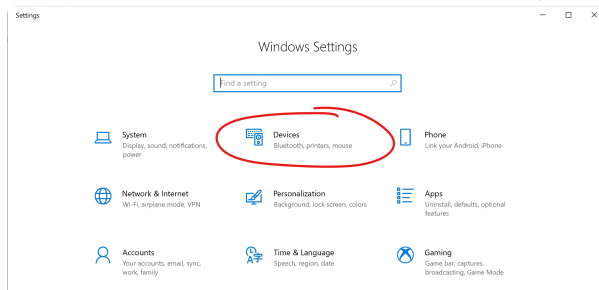 Settings
Windows Settings
Find a setting
System
Display, sound, notifications,
power
Devices
Bluetooth, printers, mouse
Phone
Link your Android, iPhone
Network & Internet
Wi-Fi, airplane mode, VPN
Personalization
Background, lock screen, colors
Apps
Uninstall, defaults, optional
features
Accounts
Your accounts, email, sync,
work, family
Time & Language
Speech, region, date
Gaming
Game bar, captures,
broadcasting, Game Mode